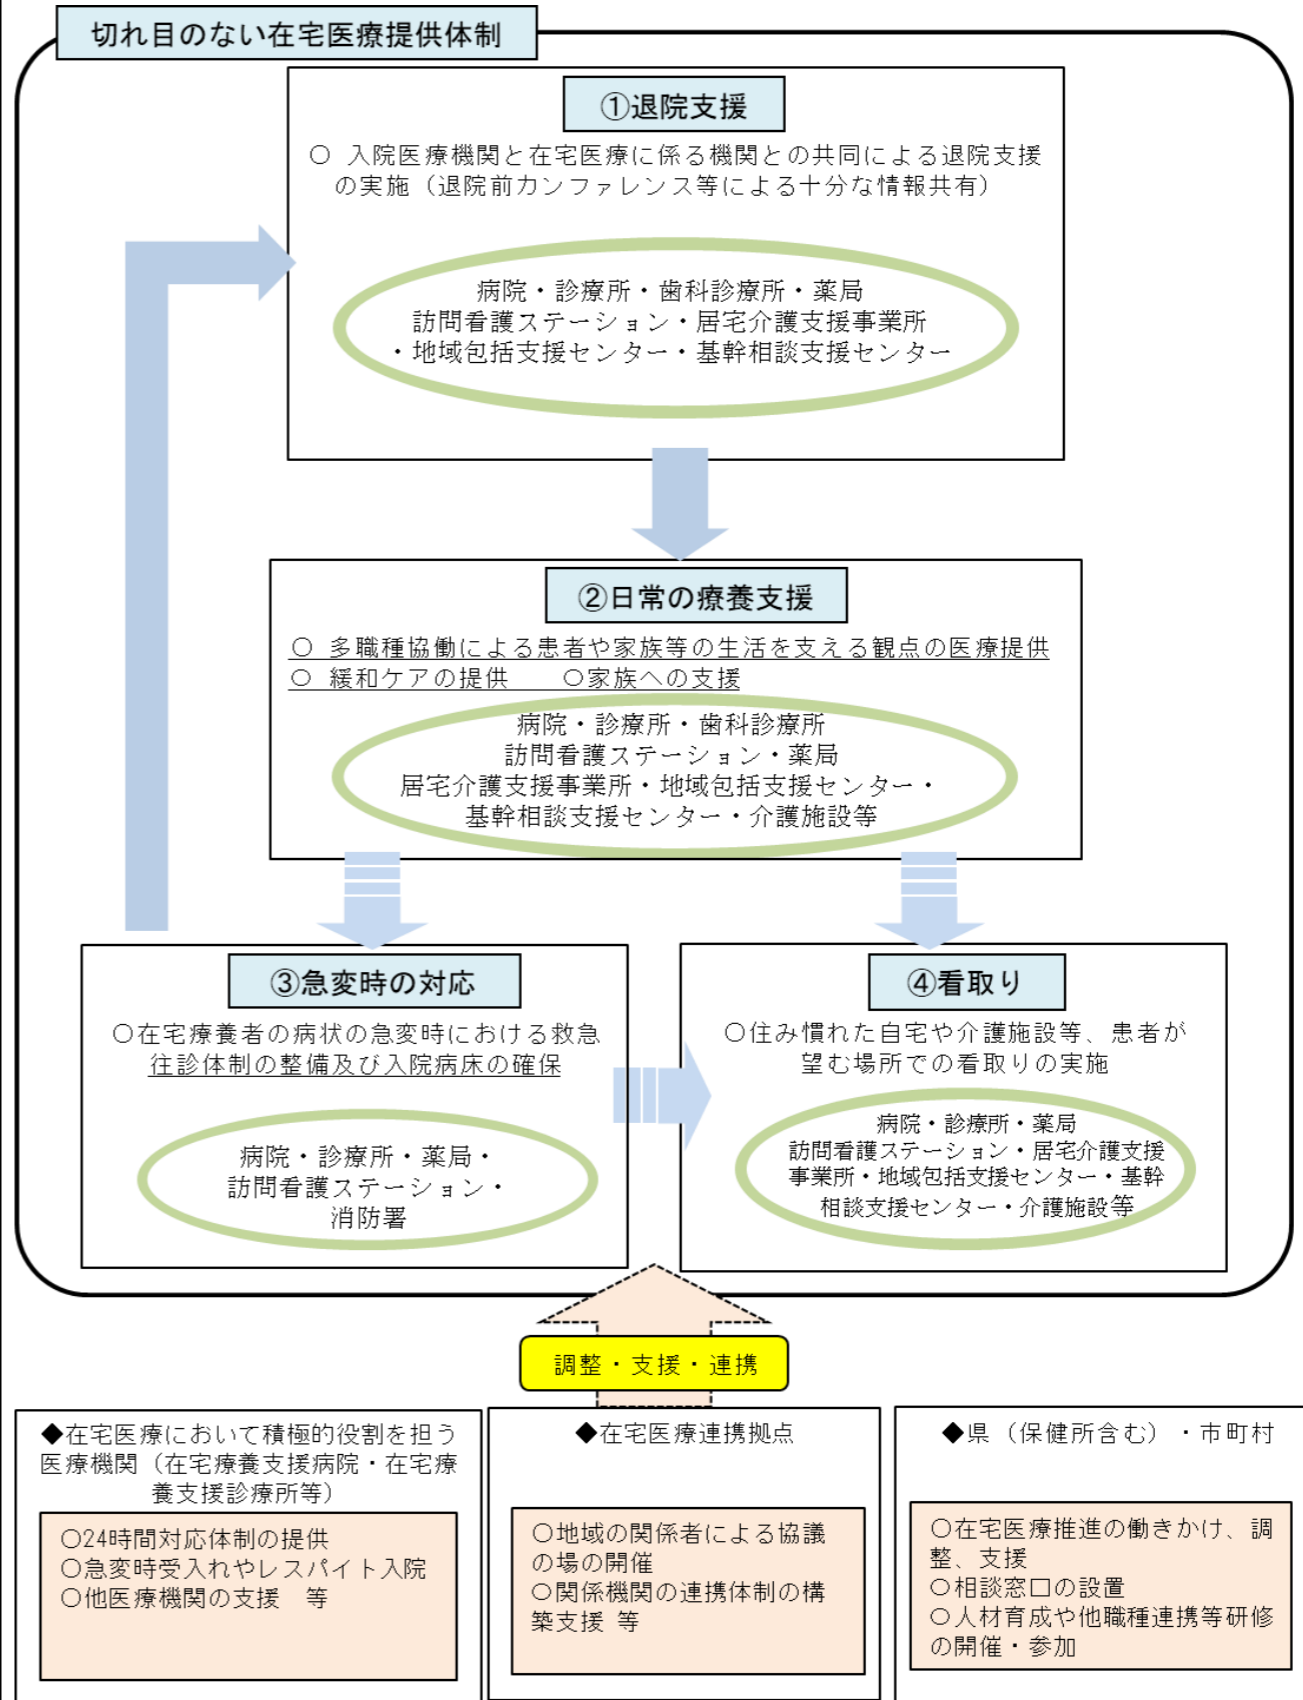 切れ目のない在宅医療提供体制
①退院支援
○ 入院医療機関と在宅医療に係る機関との共同による退院支援
の実施（退院前カンファレンス等による十分な情報共有）
病院・診療所・歯科診療所・薬局
訪問看護ステーション・居宅介護支援事業所
・地域包括支援センター・基幹相談支援センター
②日常の療養支援
○ 多職種協働による患者や家族等の生活を支える観点の医療提供
○ 緩和ケアの提供　○家族への支援
病院・診療所・歯科診療所
訪問看護ステーション・薬局
居宅介護支援事業所・地域包括支援センター・
基幹相談支援センター・介護施設等
③急変時の対応
○在宅療養者の病状の急変時における救急
往診体制の整備及び入院病床の確保
病院・診療所・薬局・
訪問看護ステーション・
消防署
④看取り
○住み慣れた自宅や介護施設等、患者が
望む場所での看取りの実施
病院・診療所・薬局
訪問看護ステーション・居宅介護支援
事業所・地域包括支援センター・基幹
相談支援センター・介護施設等
調整・支援・連携
◆在宅医療において積極的役割を担う
医療機関（在宅療養支援病院・在宅療
養支援診療所等）
○24時間対応体制の提供
○急変時受入れやレスパイト入院
○他医療機関の支援　等
◆在宅医療連携拠点
○地域の関係者による協議
の場の開催
○関係機関の連携体制の構
築支援 等
◆県（保健所含む）・市町村
○在宅医療推進の働きかけ、調
整、支援
○相談窓口の設置
○人材育成や他職種連携等研修
の開催・参加